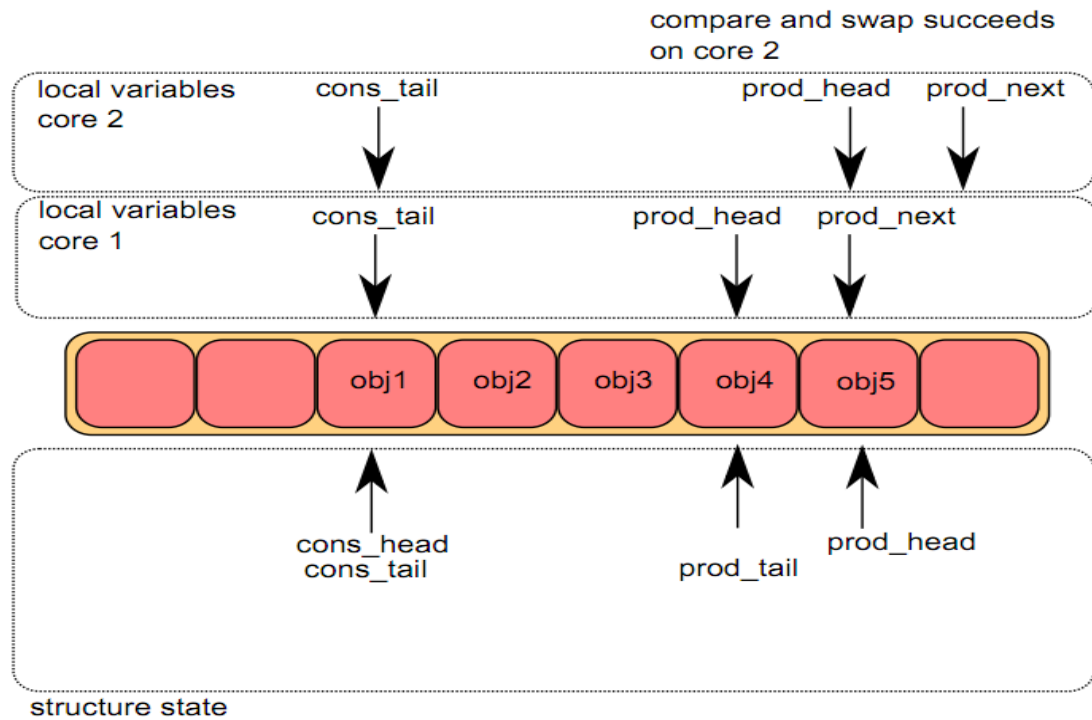 compare and swap succeeds
on core 2
local variables
core 2
cons_tail
prod_head
prod_next
local variables
core 1
cons_tail
prod_head
prod_next
obj1
obj2
obj3
obj4
obj5
cons_head
cons_tail
prod_tail
prod_head
structure state